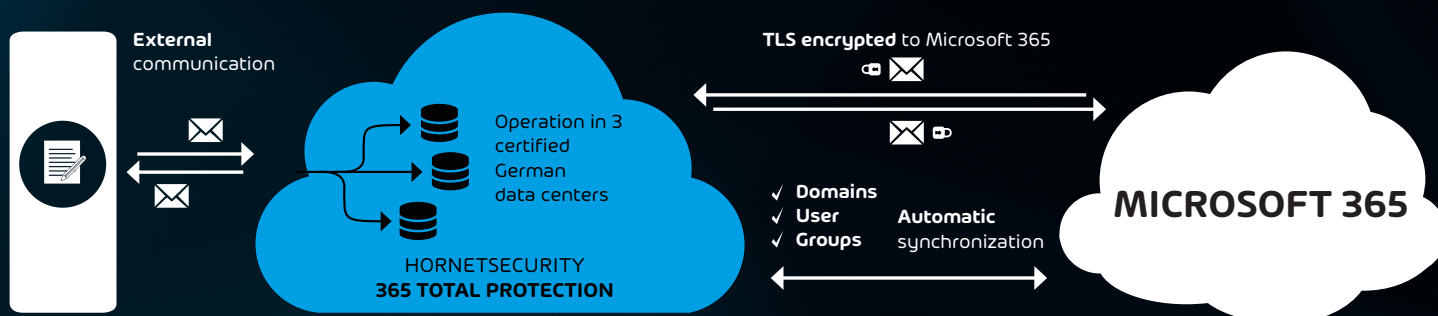 External
communication
Operation in 3
certified
German
data centers
HORNETSECURITY
365 TOTAL PROTECTION
TLS encrypted to Microsoft 365
✓ Domains
✓ User
✓ Groups
Automatic
synchronization
MICROSOFT 365